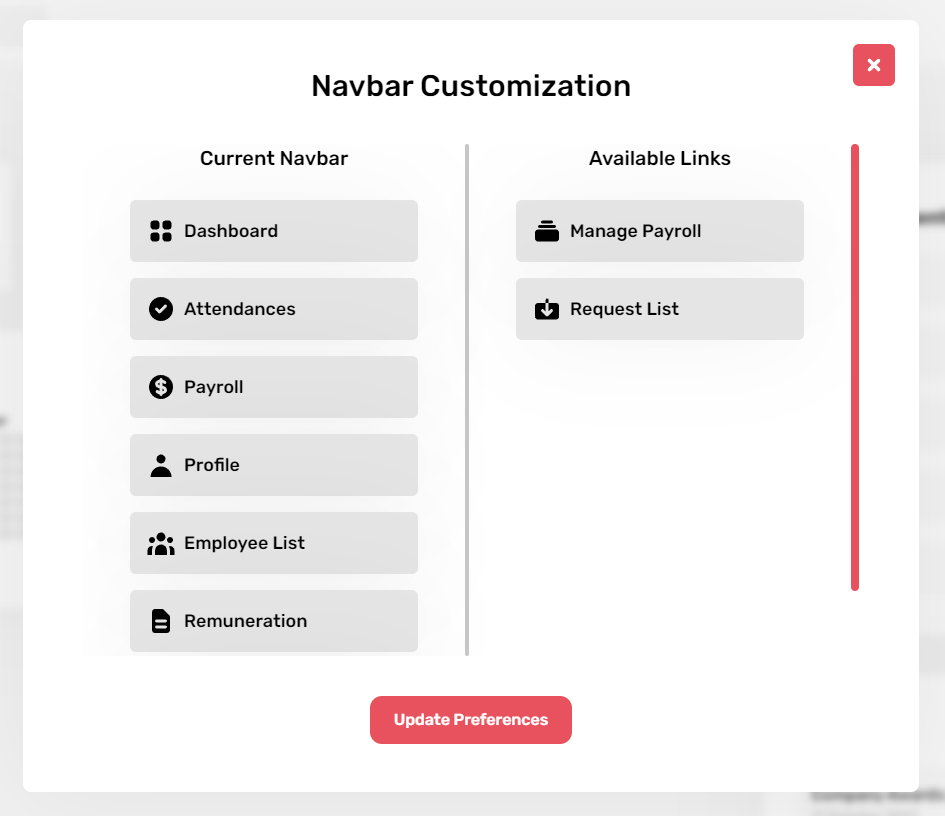 Navbar Customization
Current Navbar
Dashboard
Attendances
Payroll
Profile
Employee List
Remuneration
Available Links
Manage Payroll
Request List
Update Preferences